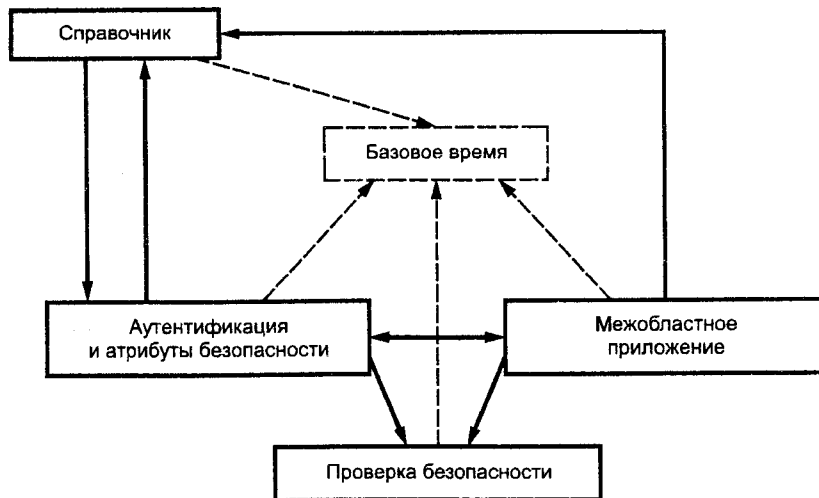 Справочник
Базовое время
Аутентификация
и атрибуты безопасности
Межобластное
приложение
Проверка безопасности